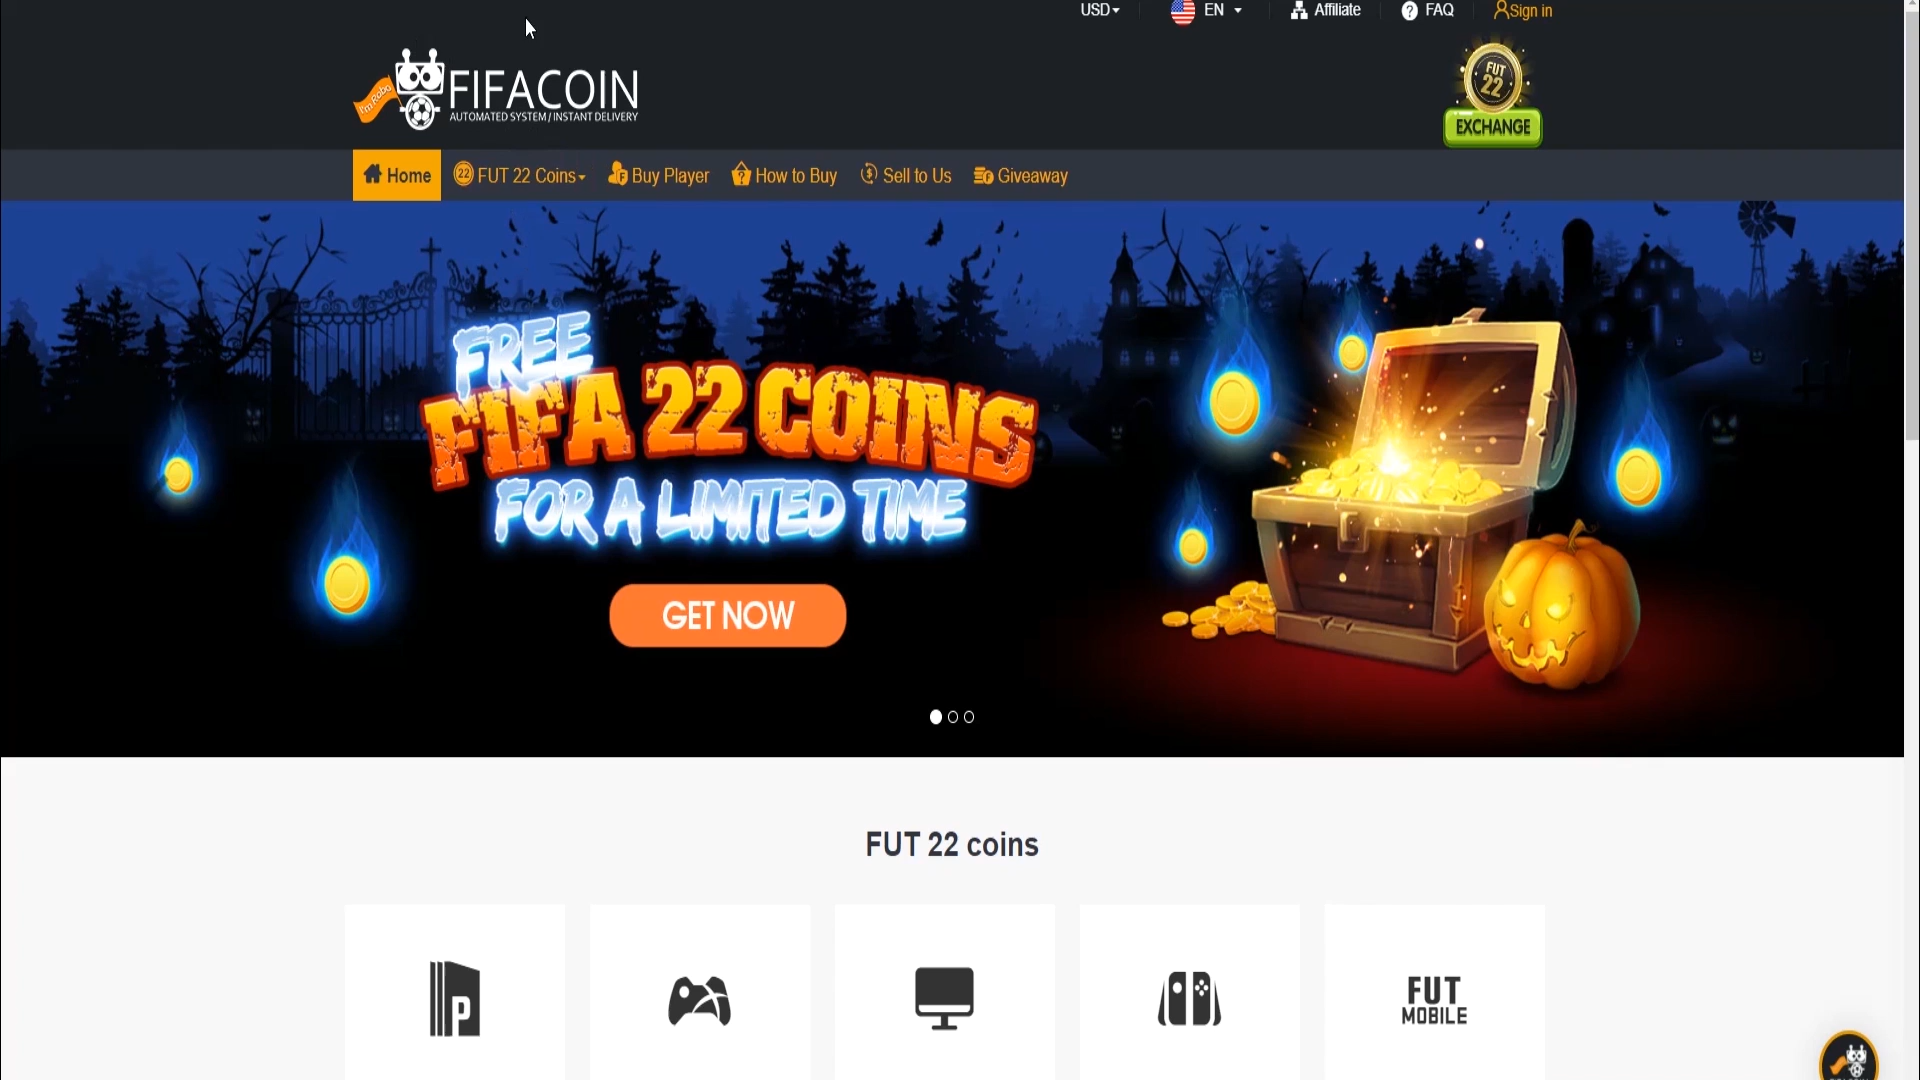 USD
EN
Affiliate
FAQ
Sign in
I'm Robo
FIFACOIN
AUTOMATED SYSTEM / INSTANT DELIVERY
FUT
22
EXCHANGE
Home
22
FUT 22 Coins
Buy Player
How to Buy
Sell to Us
Giveaway
FREE
FIFA 22 COINS
FOR A LIMITED TIME
GET NOW
FUT 22 coins
P
FUT
MOBILE